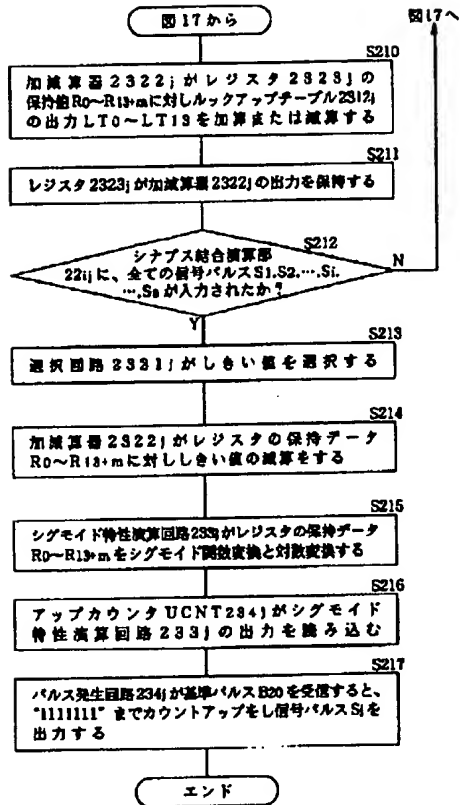 図17から
図17へ
S210
加減算器2322jがレジスタ2323jの
保持値R0〜R13+mに対しルックアップテーブル2312j
の出力LT0〜LT13を加算または減算する
S211
レジスタ2323jが加減算器2322jの出力を保持する
S212
シナプス結合演算部
22ijに、全ての信号パルスS1.S2.…,Si.
…,Snが入力されたか?
N
Y
S213
選択回路2321jがしきい値を選択する
S214
加減算器2322jがレジスタの保持データ
R0〜R13+mに対ししきい値の減算をする
S215
シグモイド特性演算回路233jがレジスタの保持データ
R0〜R13+mをシグモイド関数変換と対数変換する
S216
アップカウンタUCNT234jがシグモイド
特性演算回路233jの出力を読み込む
S217
パルス発生回路234jが基準パルスB20を受信すると、
"1111111"までカウントアップをし信号パルスSjを
出力する
エンド